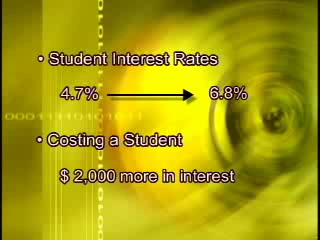 • Student Interest Rates
4.7% → 6.8%
• Costing a Student
$ 2,000 more in interest